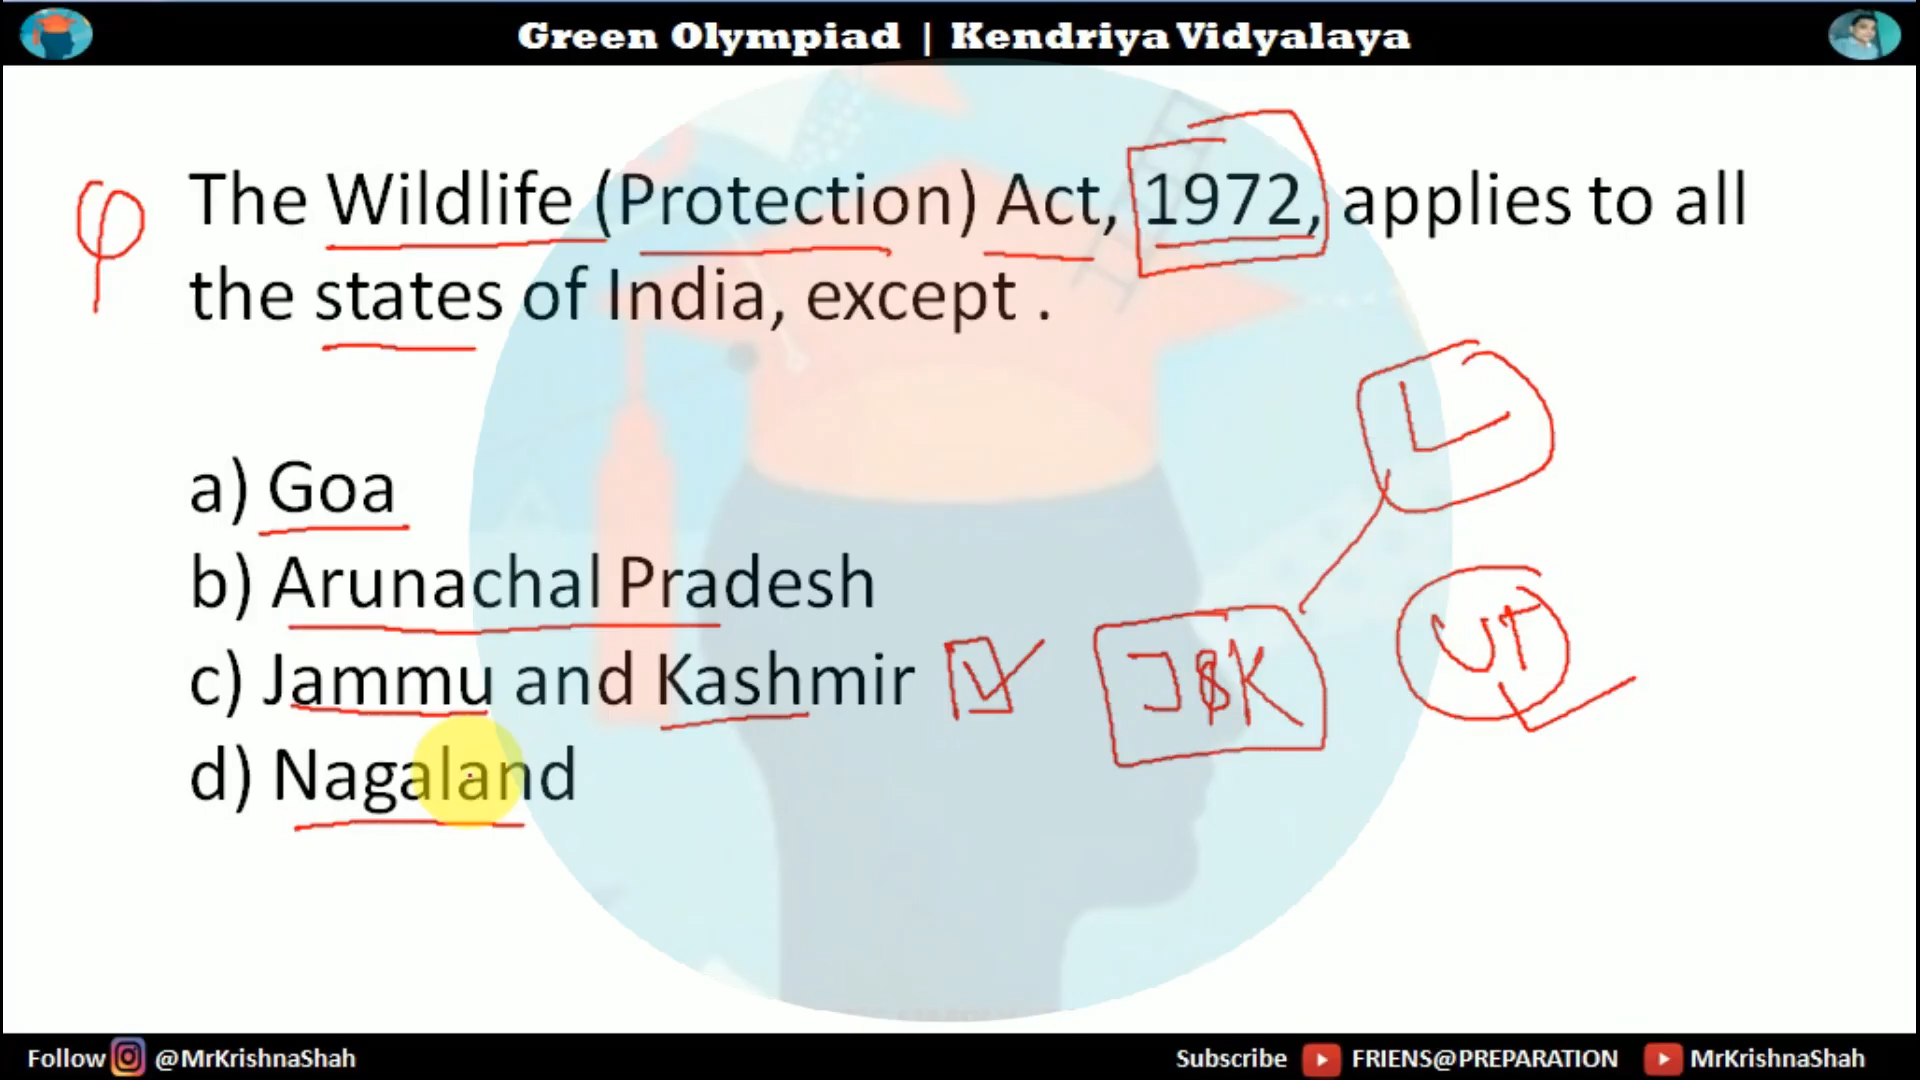 Green Olympiad | Kendriya Vidyalaya
The Wildlife (Protection) Act, 1972, applies to all
the states of India, except .
a) Goa
b) Arunachal Pradesh
c) Jammu and Kashmir
d) Nagaland
L
J&K
UT
Follow @MrKrishnaShah
Subscribe FRIENS@PREPARATION MrKrishnaShah